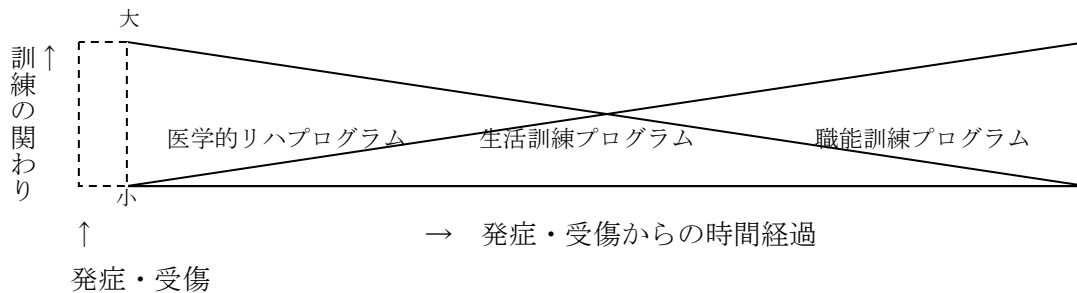 大
訓練の関わり
↑
医学的リハプログラム
生活訓練プログラム
職能訓練プログラム
小
↑
→ 発症・受傷からの時間経過
発症・受傷